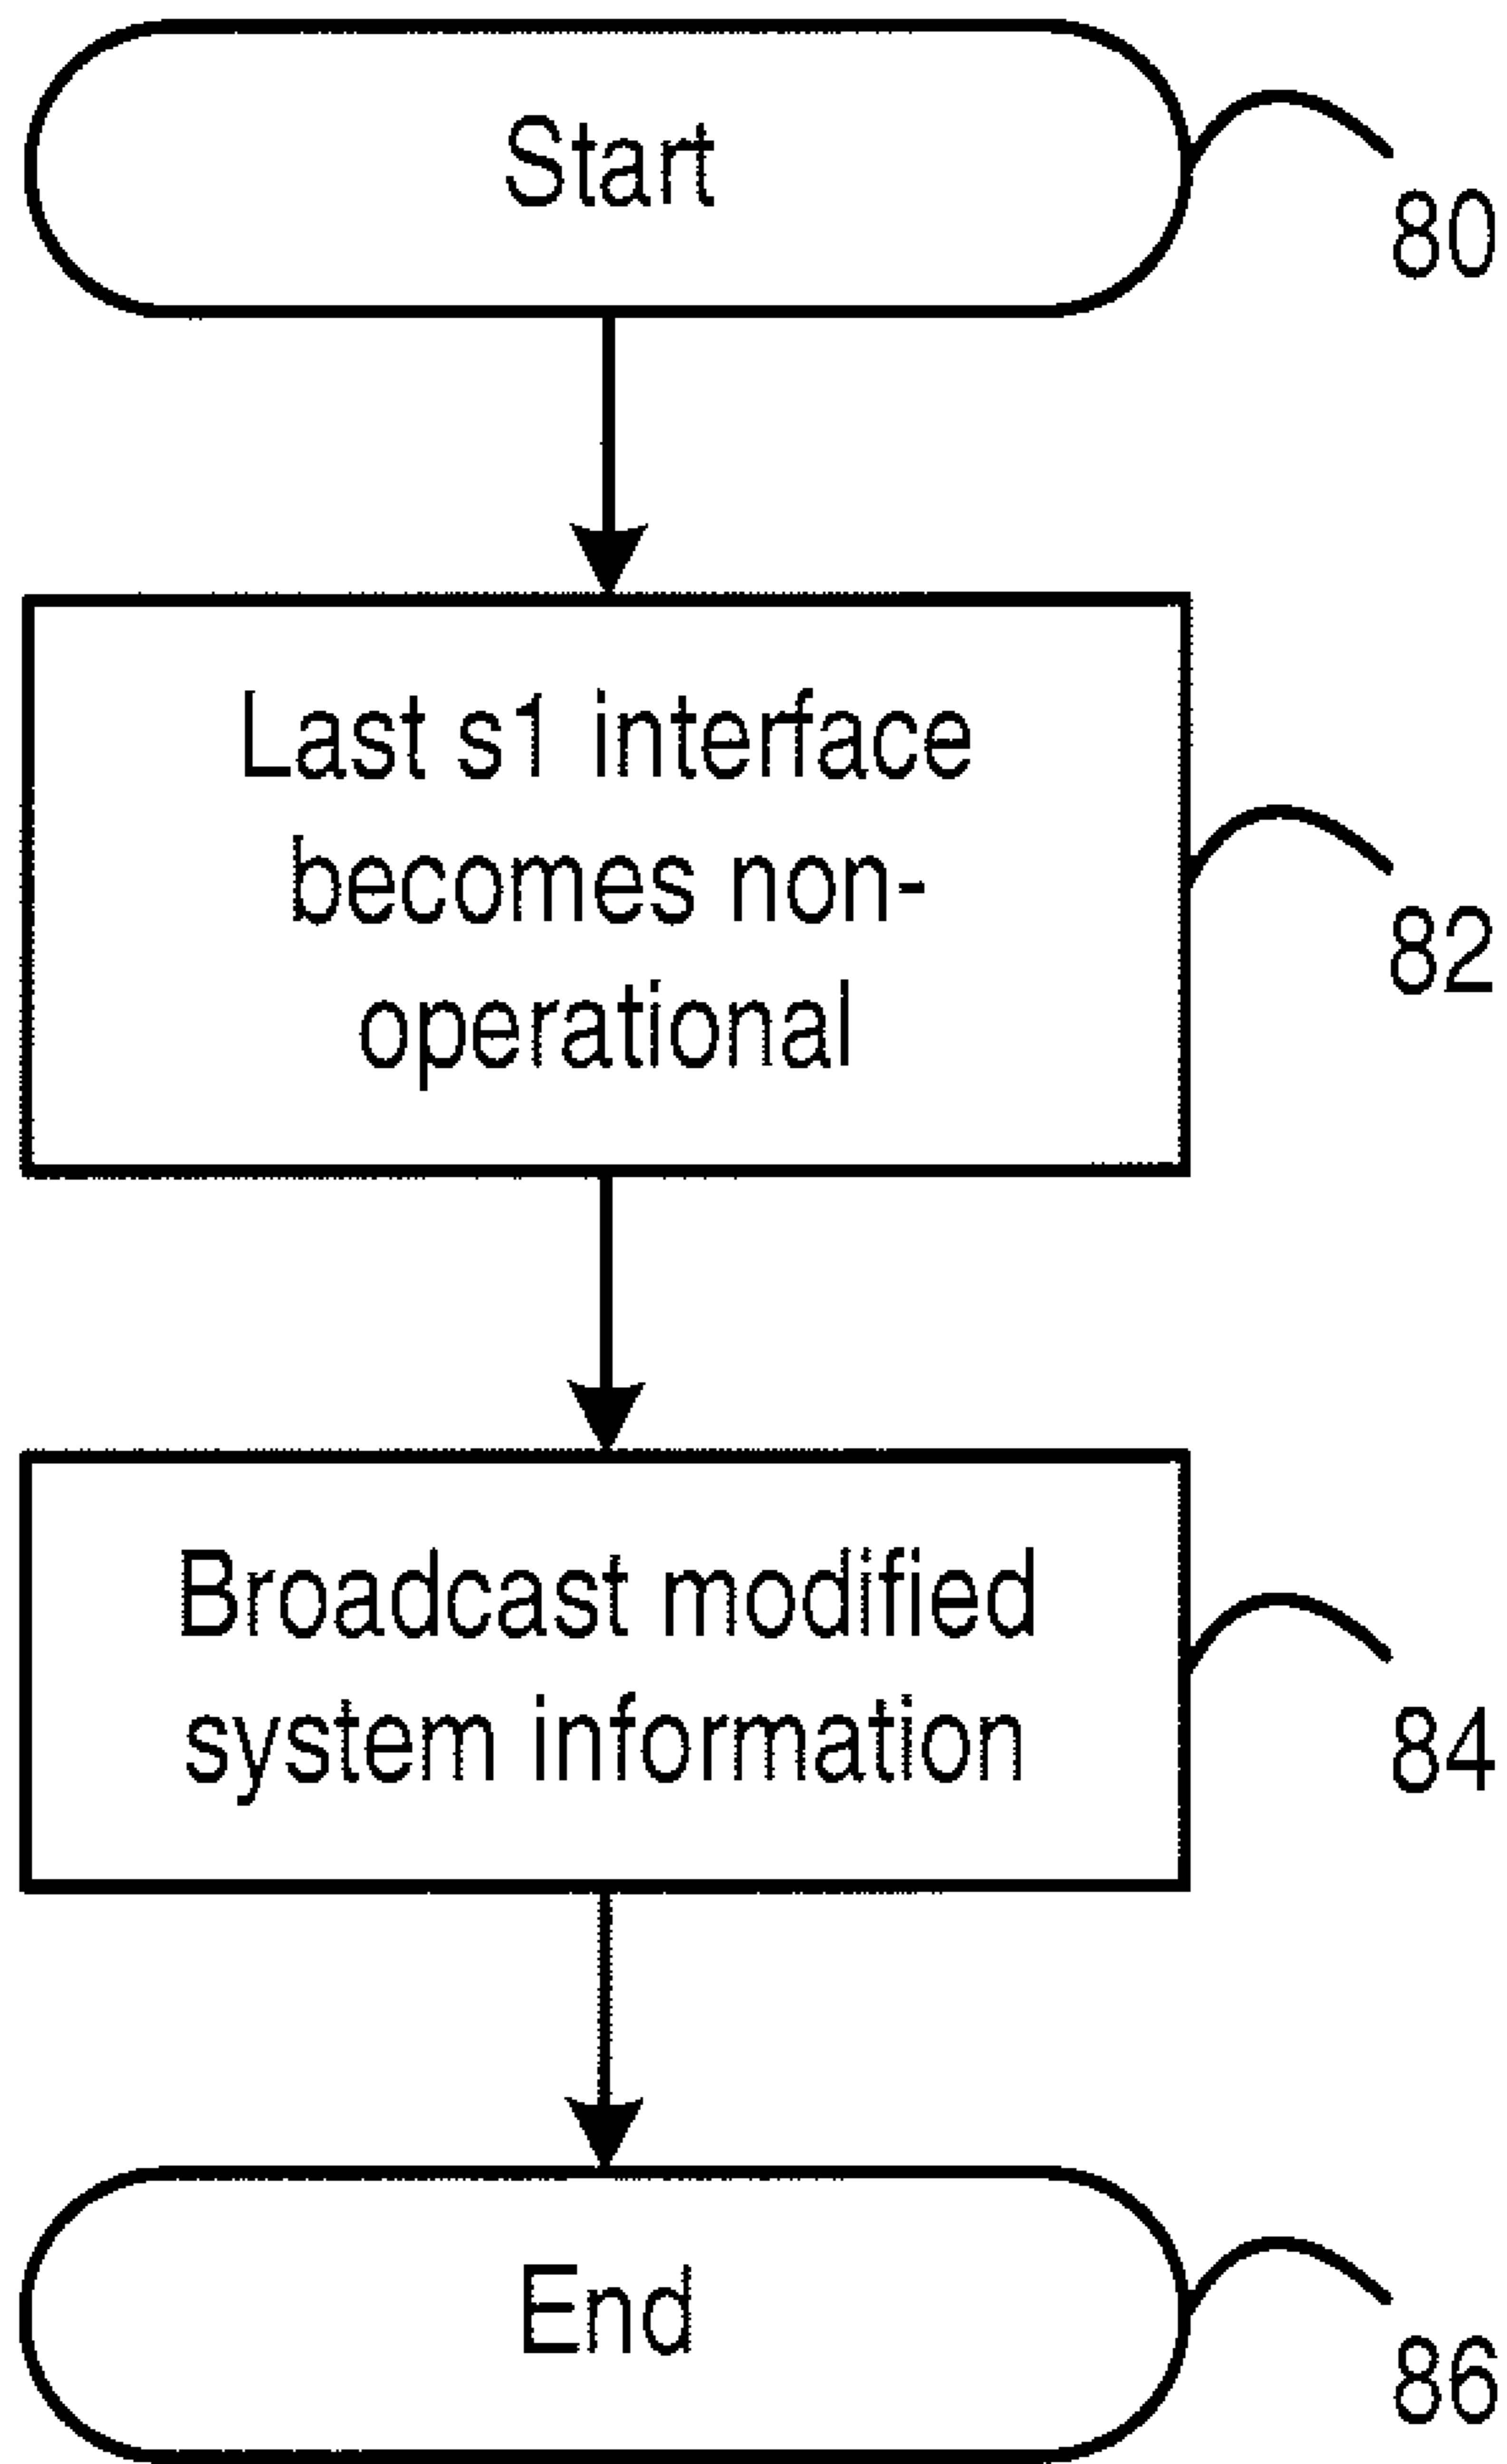 Start
80
Last s1 interface
becomes non-
operational
82
Broadcast modified
system information
84
End
86